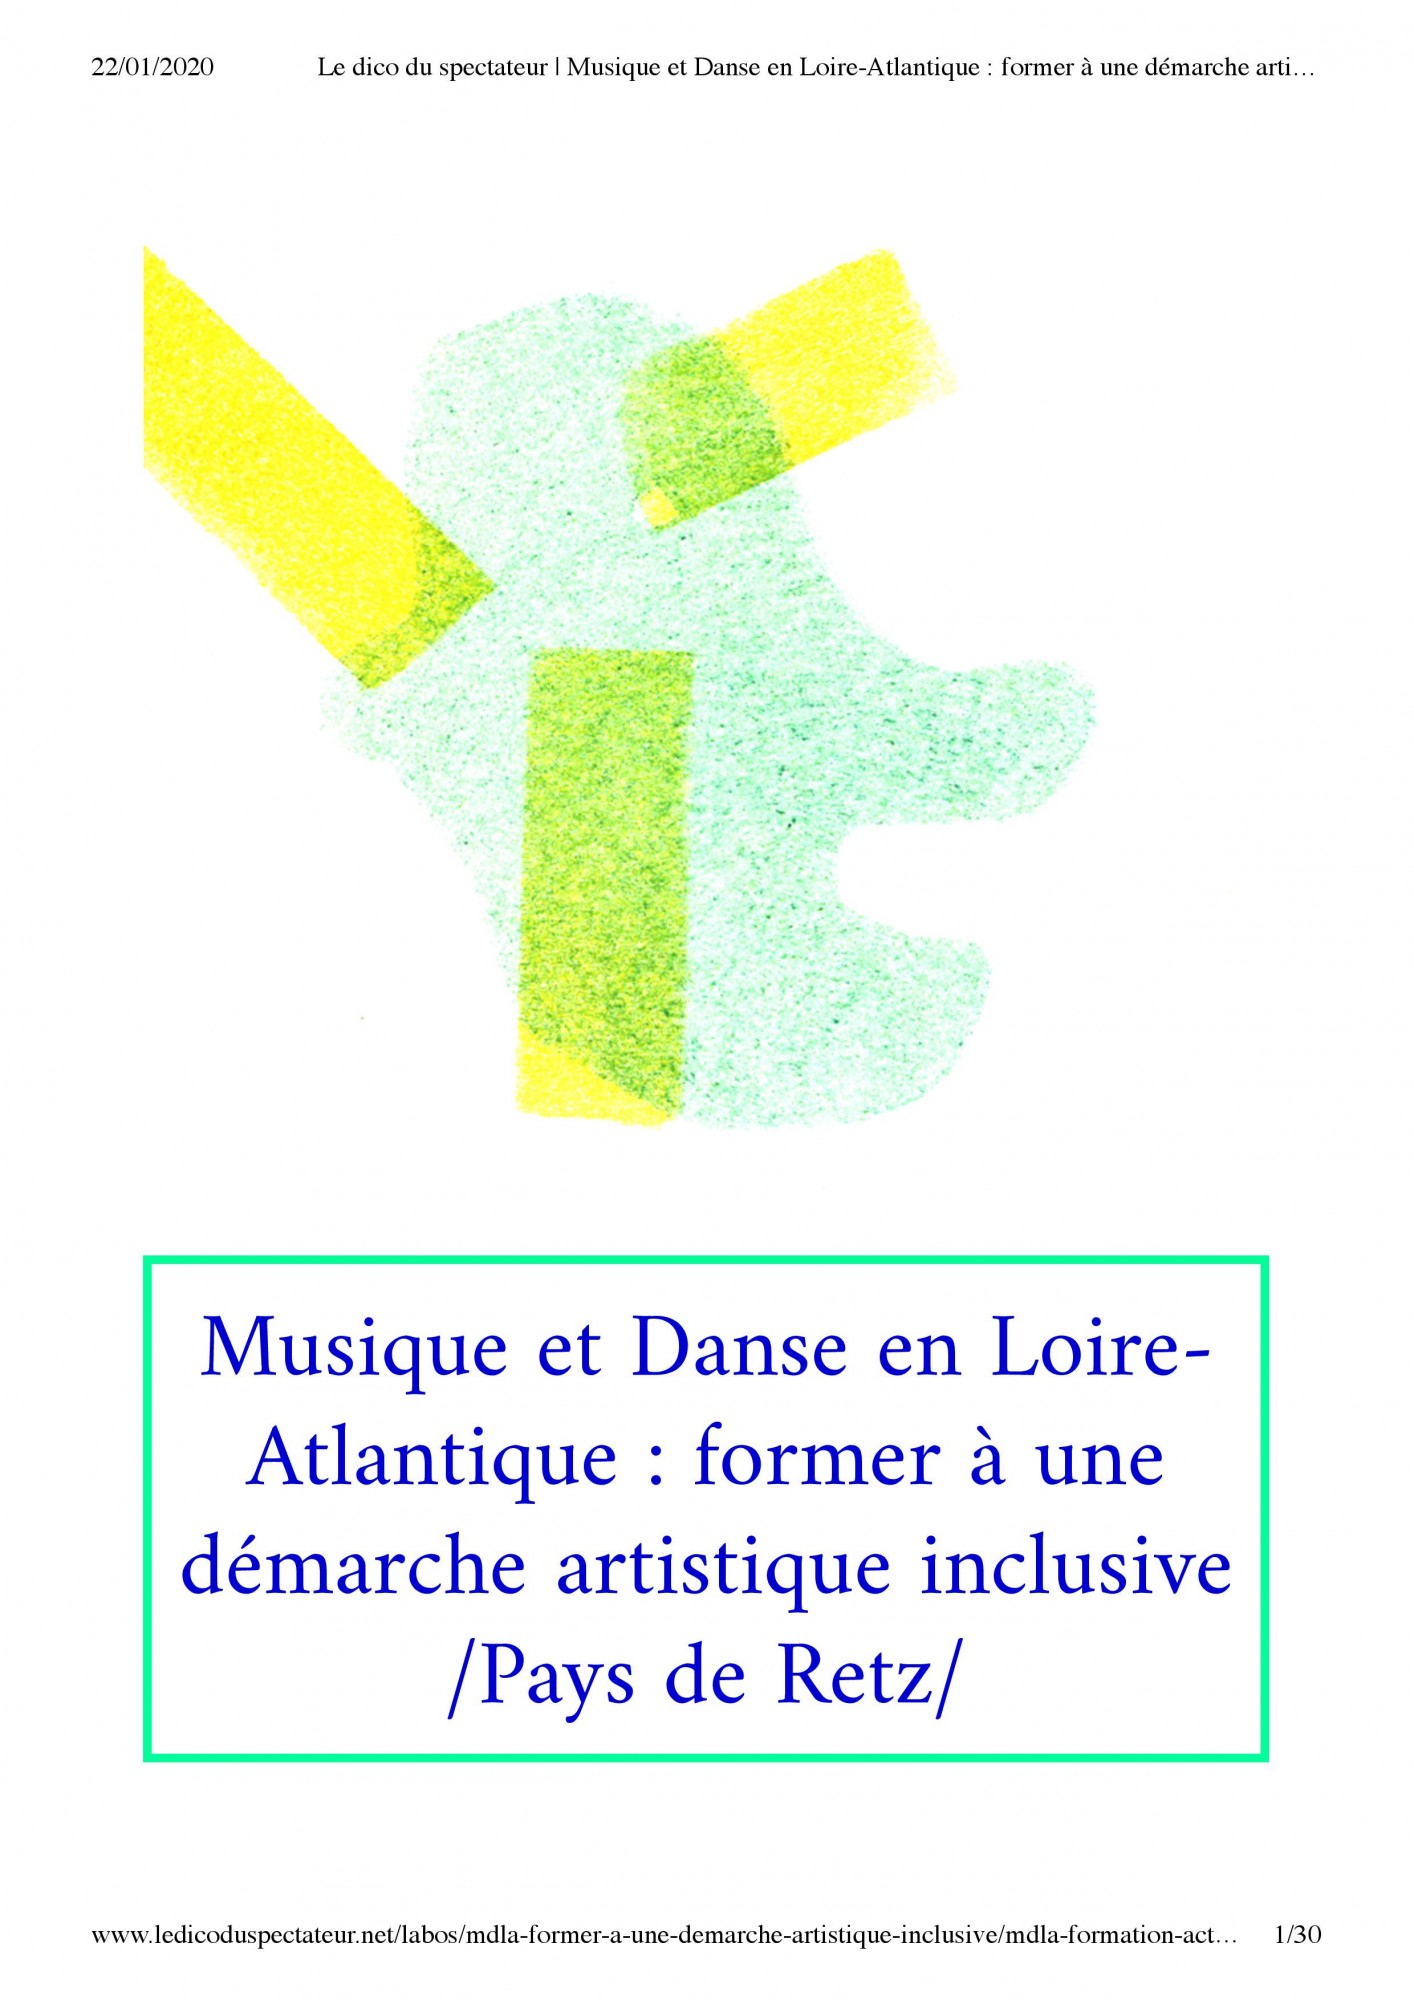 22/01/2020 Le dico du spectateur | Musique et Danse en Loire-Atlantique : former à une démarche arti…
Musique et Danse en Loire-
Atlantique : former à une
démarche artistique inclusive
/Pays de Retz/
www.ledicoduspectateur.net/labos/mdla-former-a-une-demarche-artistique-inclusive/mdla-formation-act… 1/30